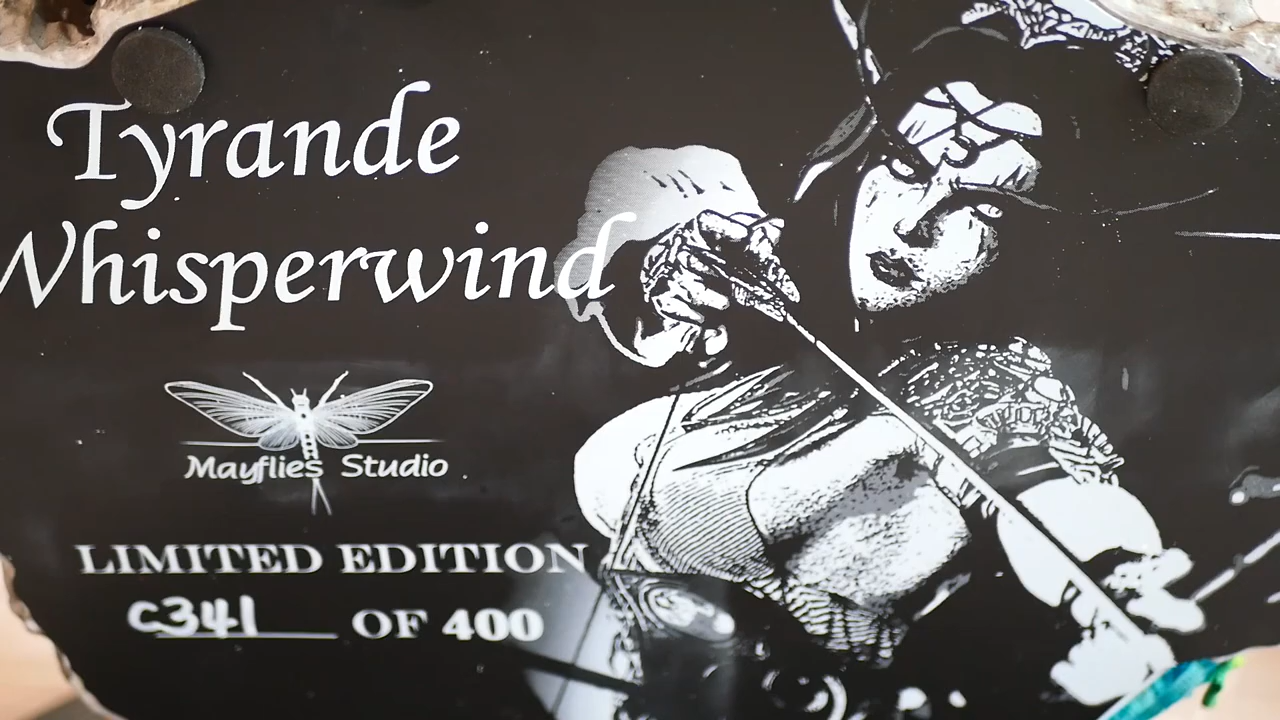 Tyrande
Whisperwind
Mayflies Studio
LIMITED EDITION
C341 OF 400